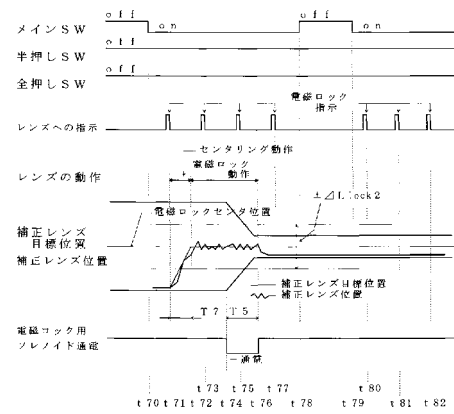 off off
メインSW on on
off
半押しSW
off
全押しSW
電磁ロック
指示
レンズへの指示
センタリング動作
電磁ロック
動作
レンズの動作
±⊿Llock2
電磁ロックセンタ位置
補正レンズ
目標位置
補正レンズ位置
補正レンズ目標位置
補正レンズ位置
T7 T5
電磁ロック用
ソレノイド通電
通電
t73 t75 t77 t80
t70 t71 t72 t74 t76 t78 t79 t81 t82